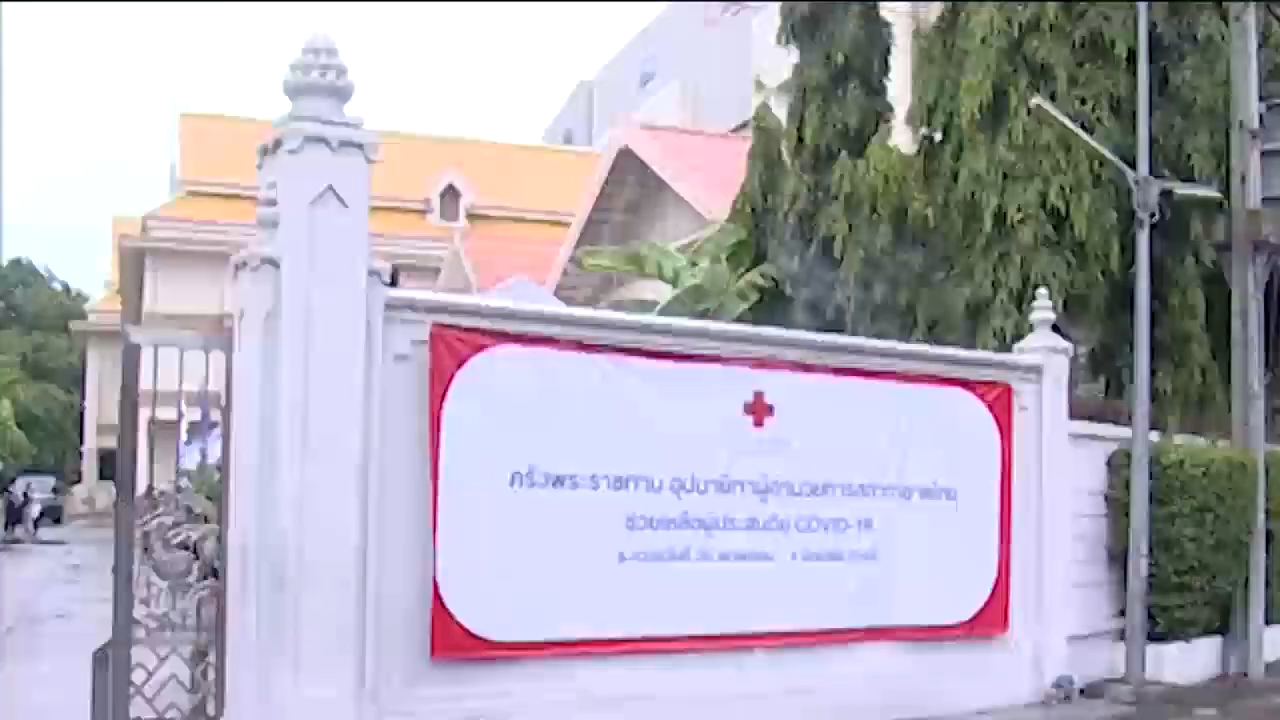 ครัวพระราชทาน อุปนายิกาผู้อำนวยการสภากาชาดไทย
ช่วยเหลือผู้ประสบภัย COVID-19